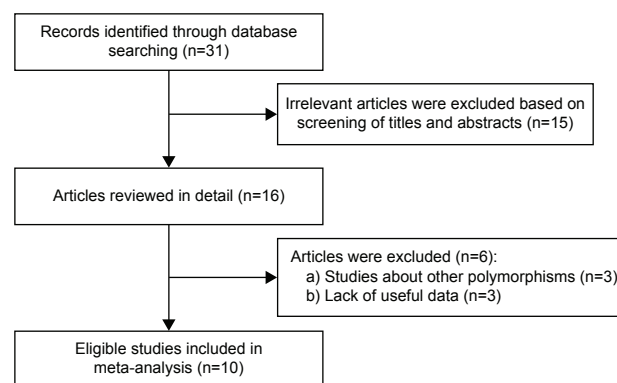 Records identified through database
searching (n=31)
Irrelevant articles were excluded based on
screening of titles and abstracts (n=15)
Articles reviewed in detail (n=16)
Articles were excluded (n=6):
a) Studies about other polymorphisms (n=3)
b) Lack of useful data (n=3)
Eligible studies included in
meta-analysis (n=10)